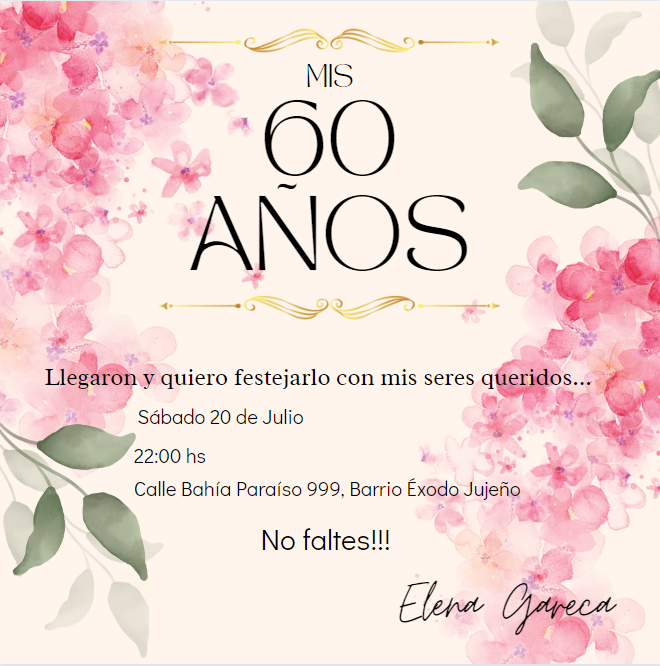 MIS
60
AÑOS
Llegaron y quiero festejarlo con mis seres queridos...
Sábado 20 de Julio
22:00 hs
Calle Bahía Paraíso 999, Barrio Éxodo Jujeño
No faltes!!!
Elena Gareca